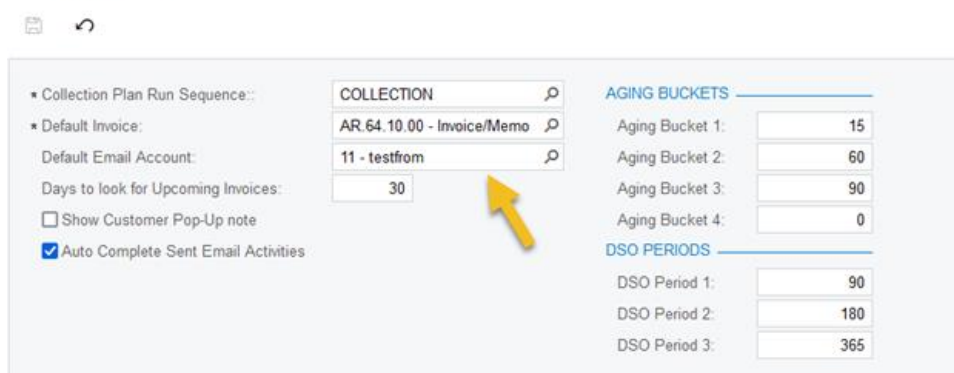 * Collection Plan Run Sequence::
COLLECTION
* Default Invoice:
AR.64.10.00 - Invoice/Memo
Default Email Account:
11 - testfrom
Days to look for Upcoming Invoices:
30
Show Customer Pop-Up note
Auto Complete Sent Email Activities
AGING BUCKETS
Aging Bucket 1:
15
Aging Bucket 2:
60
Aging Bucket 3:
90
Aging Bucket 4:
0
DSO PERIODS
DSO Period 1:
90
DSO Period 2:
180
DSO Period 3:
365